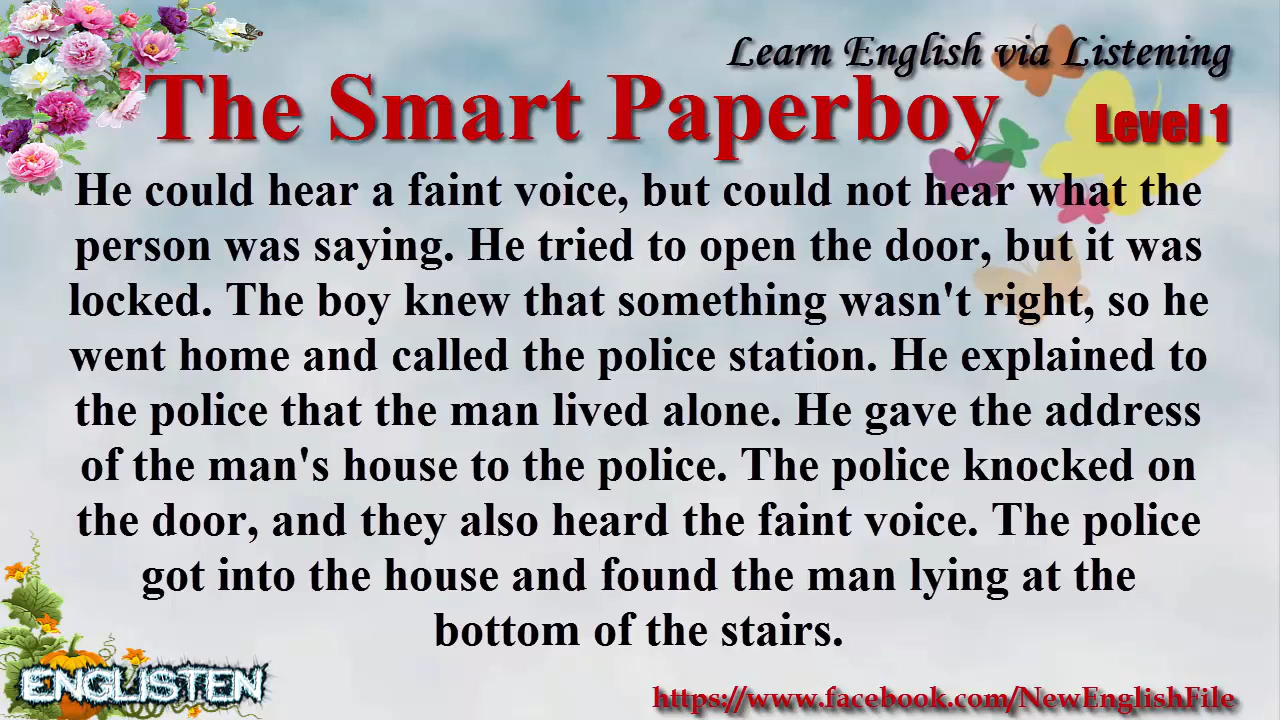 Learn English via Listening
The Smart Paperboy
Level 1
He could hear a faint voice, but could not hear what the
person was saying. He tried to open the door, but it was
locked. The boy knew that something wasn't right, so he
went home and called the police station. He explained to
the police that the man lived alone. He gave the address
of the man's house to the police. The police knocked on
the door, and they also heard the faint voice. The police
got into the house and found the man lying at the
bottom of the stairs.
ENGLISTEN
https://www.facebook.com/NewEnglishFile